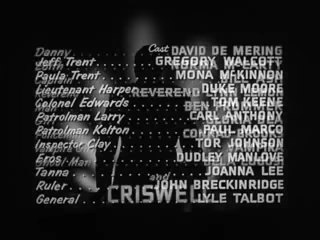 Cast
Danny . . . . . DAVID DE MERING
Jeff Trent . . . . . GREGORY WALCOTT
Paula Trent . . . . . MONA McKINNON
Lieutenant Harper DUKE MOORE
REVEREND
Colonel Edwards . . . . . TOM KEENE
Patrolman Larry . . . . . CARL ANTHONY
Patrolman Kelton . . . . . PAUL MARCO
Inspector Clay . . . . . TOR JOHNSON
Eros . . . . . DUDLEY MANLOVE
Tanna . . . . . JOANNA LEE
and
Ruler . . . . . JOHN BRECKINRIDGE
CRISWELL
General . . . . . LYLE TALBOT